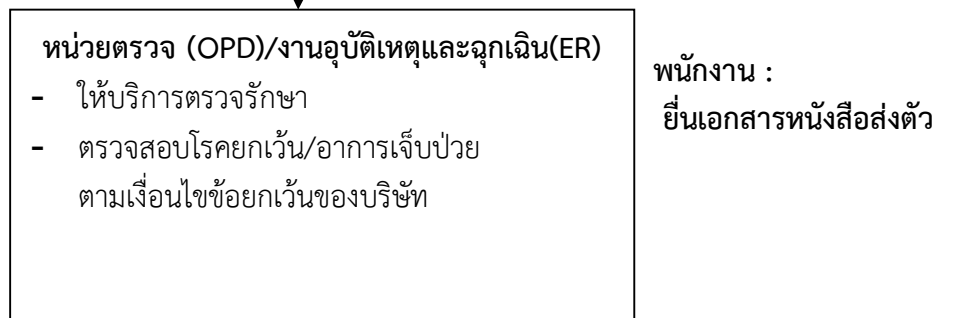 หน่วยตรวจ (OPD)/งานอุบัติเหตุและฉุกเฉิน(ER)
- ให้บริการตรวจรักษา
- ตรวจสอบโรคยกเว้น/อาการเจ็บป่วย
ตามเงื่อนไขข้อยกเว้นของบริษัท
พนักงาน :
ยื่นเอกสารหนังสือส่งตัว